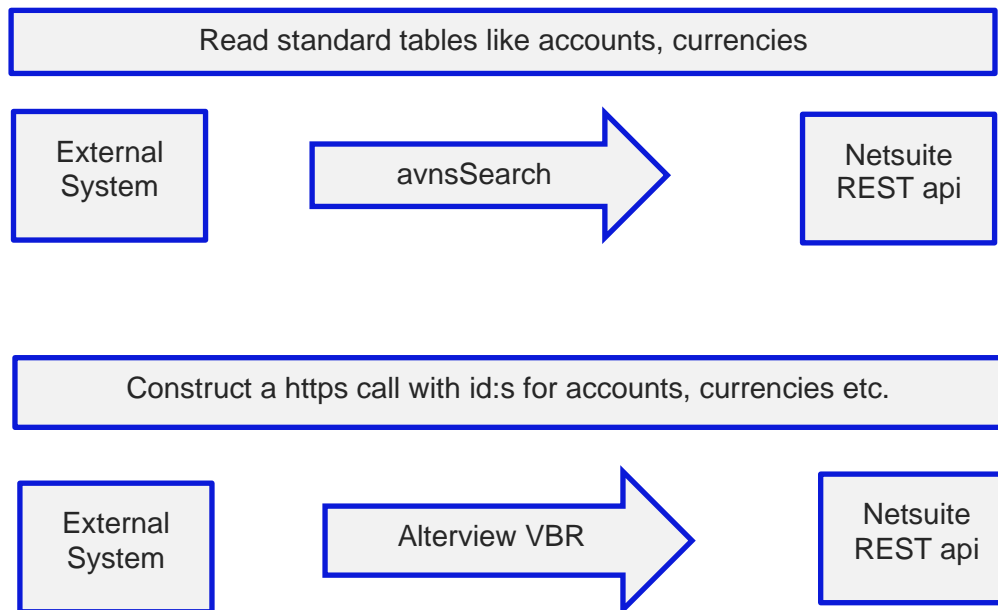 Read standard tables like accounts, currencies
External
System
avnsSearch
Netsuite
REST api
Construct a https call with id:s for accounts, currencies etc.
External
System
Alterview VBR
Netsuite
REST api